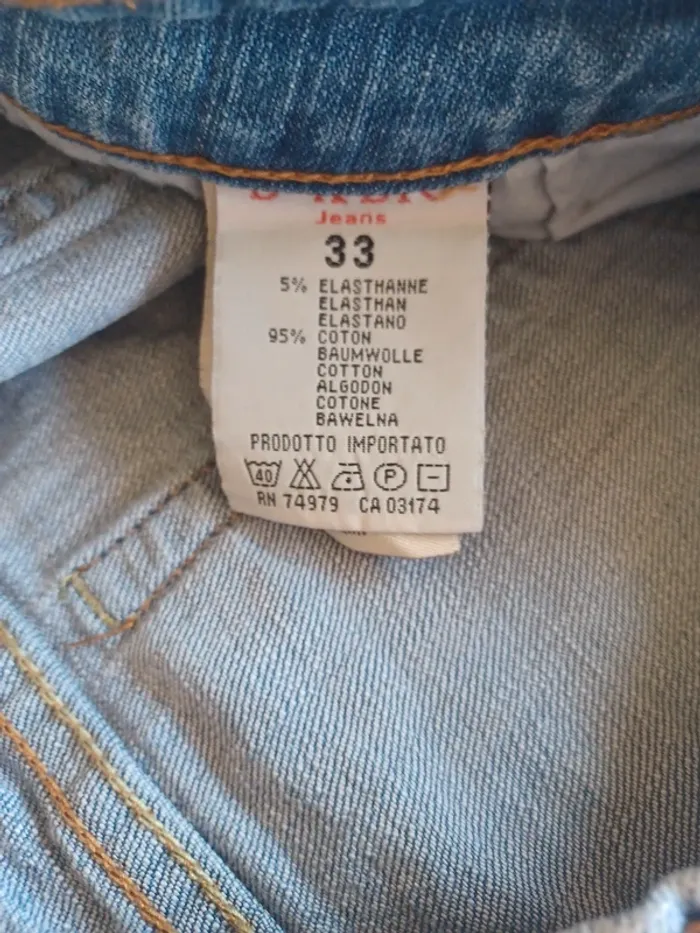 Jeans
33
5% ELASTHANNE
ELASTHAN
ELASTANO
95% COTON
BAUMWOLLE
COTTON
ALGODON
COTONE
BAWELNA
PRODOTTO IMPORTATO
40 P
RN 74979 CA 03174